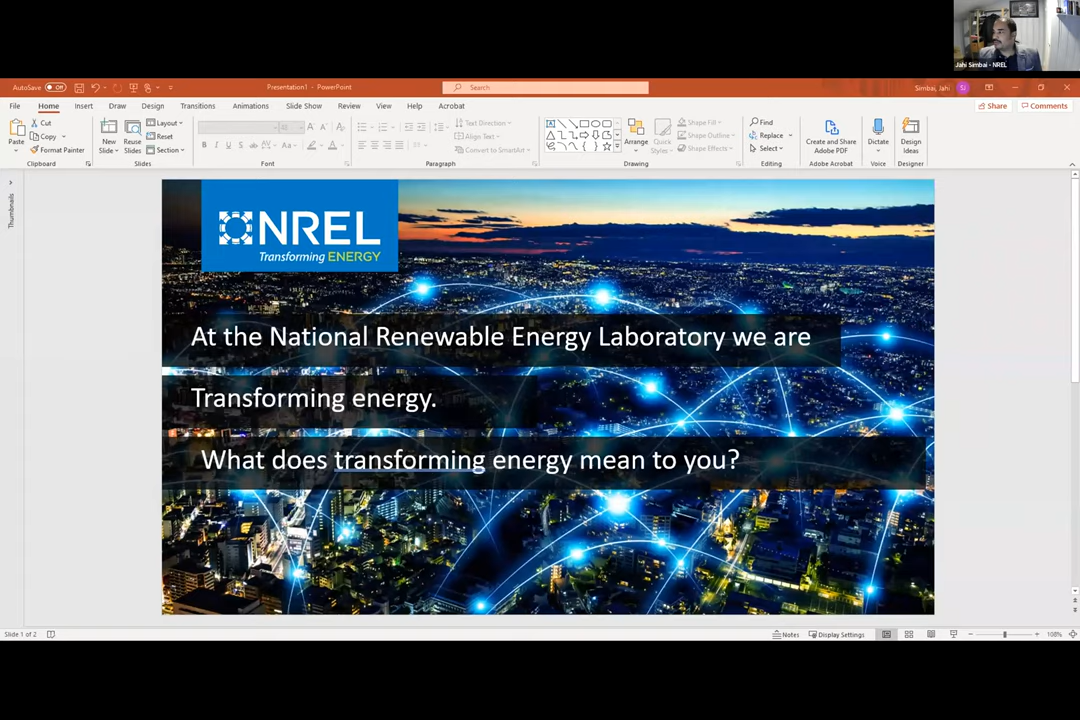 Jahi Simbai - NREL
AutoSave Off
Presentation1 - PowerPoint
Search
Simbai, Jahi SJ
File Home Insert Draw Design Transitions Animations Slide Show Review View Help Acrobat
Share Comments
Paste
Cut
Copy
Format Painter
Clipboard
New Slide
Reuse Slides
Layout
Reset
Section
Slides
Font
Text Direction
Align Text
Convert to SmartArt
Paragraph
Arrange
Quick Styles
Shape Fill
Shape Outline
Shape Effects
Drawing
Find
Replace
Select
Editing
Create and Share Adobe PDF
Adobe Acrobat
Dictate
Voice
Design Ideas
Designer
Thumbnails
NREL
Transforming ENERGY
At the National Renewable Energy Laboratory we are
Transforming energy.
What does transforming energy mean to you?
Slide 1 of 2
Notes Display Settings 108%